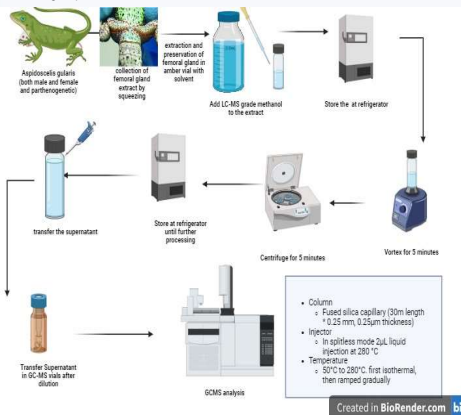 Aspidoscelis gularis
(both male and female
and parthenogenetic)
collection of
femoral gland
extract by
squeezing
extraction and
preservation of
femoral gland in
amber vial with
solvent
Add LC-MS grade methanol
to the extract
Store the at refrigerator
transfer the supernatant
Store at refrigerator
until further
processing
Centrifuge for 5 minutes
Vortex for 5 minutes
Transfer Supernatant
in GC-MS vials after
dilution
GCMS analysis
• Column
○ Fused silica capillary (30m length
* 0.25 mm, 0.25µm thickness)
• Injector
○ In splitless mode 2µL liquid
injection at 280 °C
• Temperature
○ 50°C to 280°C. first isothermal,
then ramped gradually
Created in BioRender.com bi